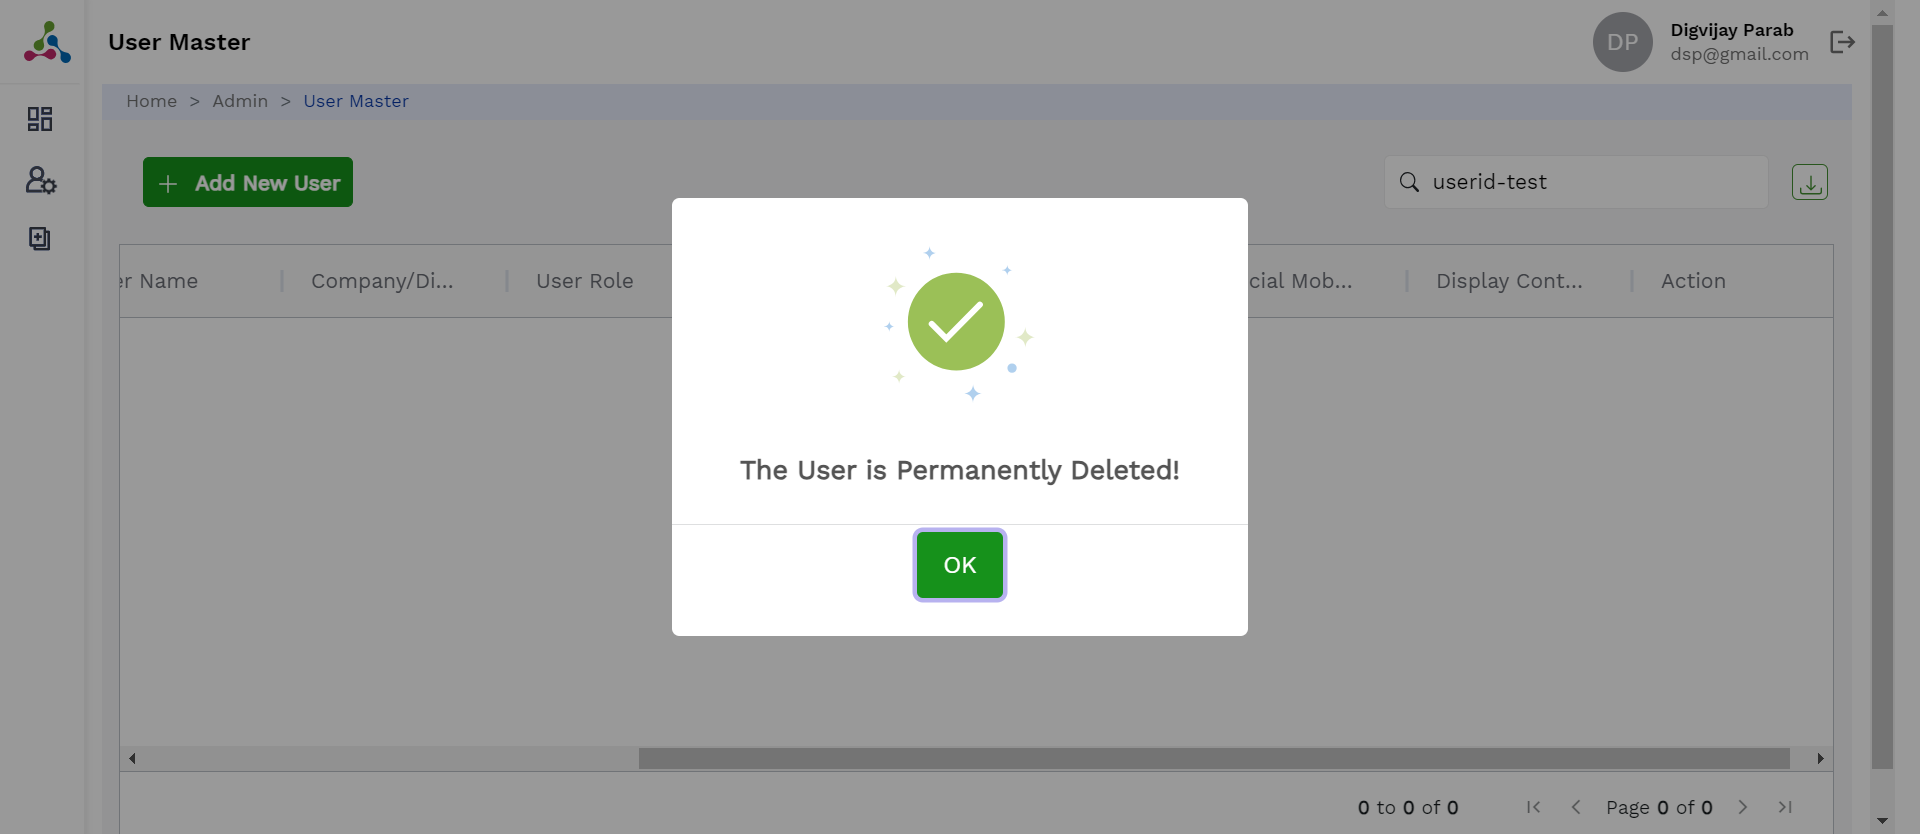 User Master
DP
Digvijay Parab
dsp@gmail.com
Home > Admin > User Master
+ Add New User
userid-test
er Name
Company/Di...
User Role
cial Mob...
Display Cont...
Action
The User is Permanently Deleted!
OK
0 to 0 of 0
Page 0 of 0